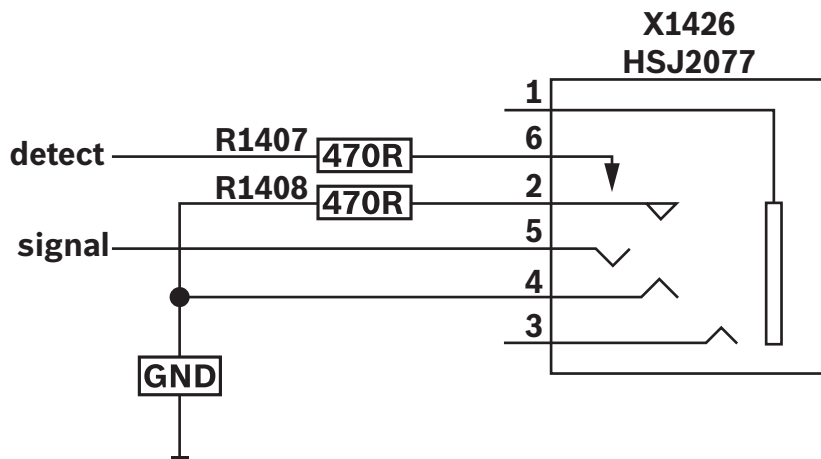 X1426
HSJ2077
1
detect R1407 470R 6
R1408 470R 2
signal 5
4
3
GND